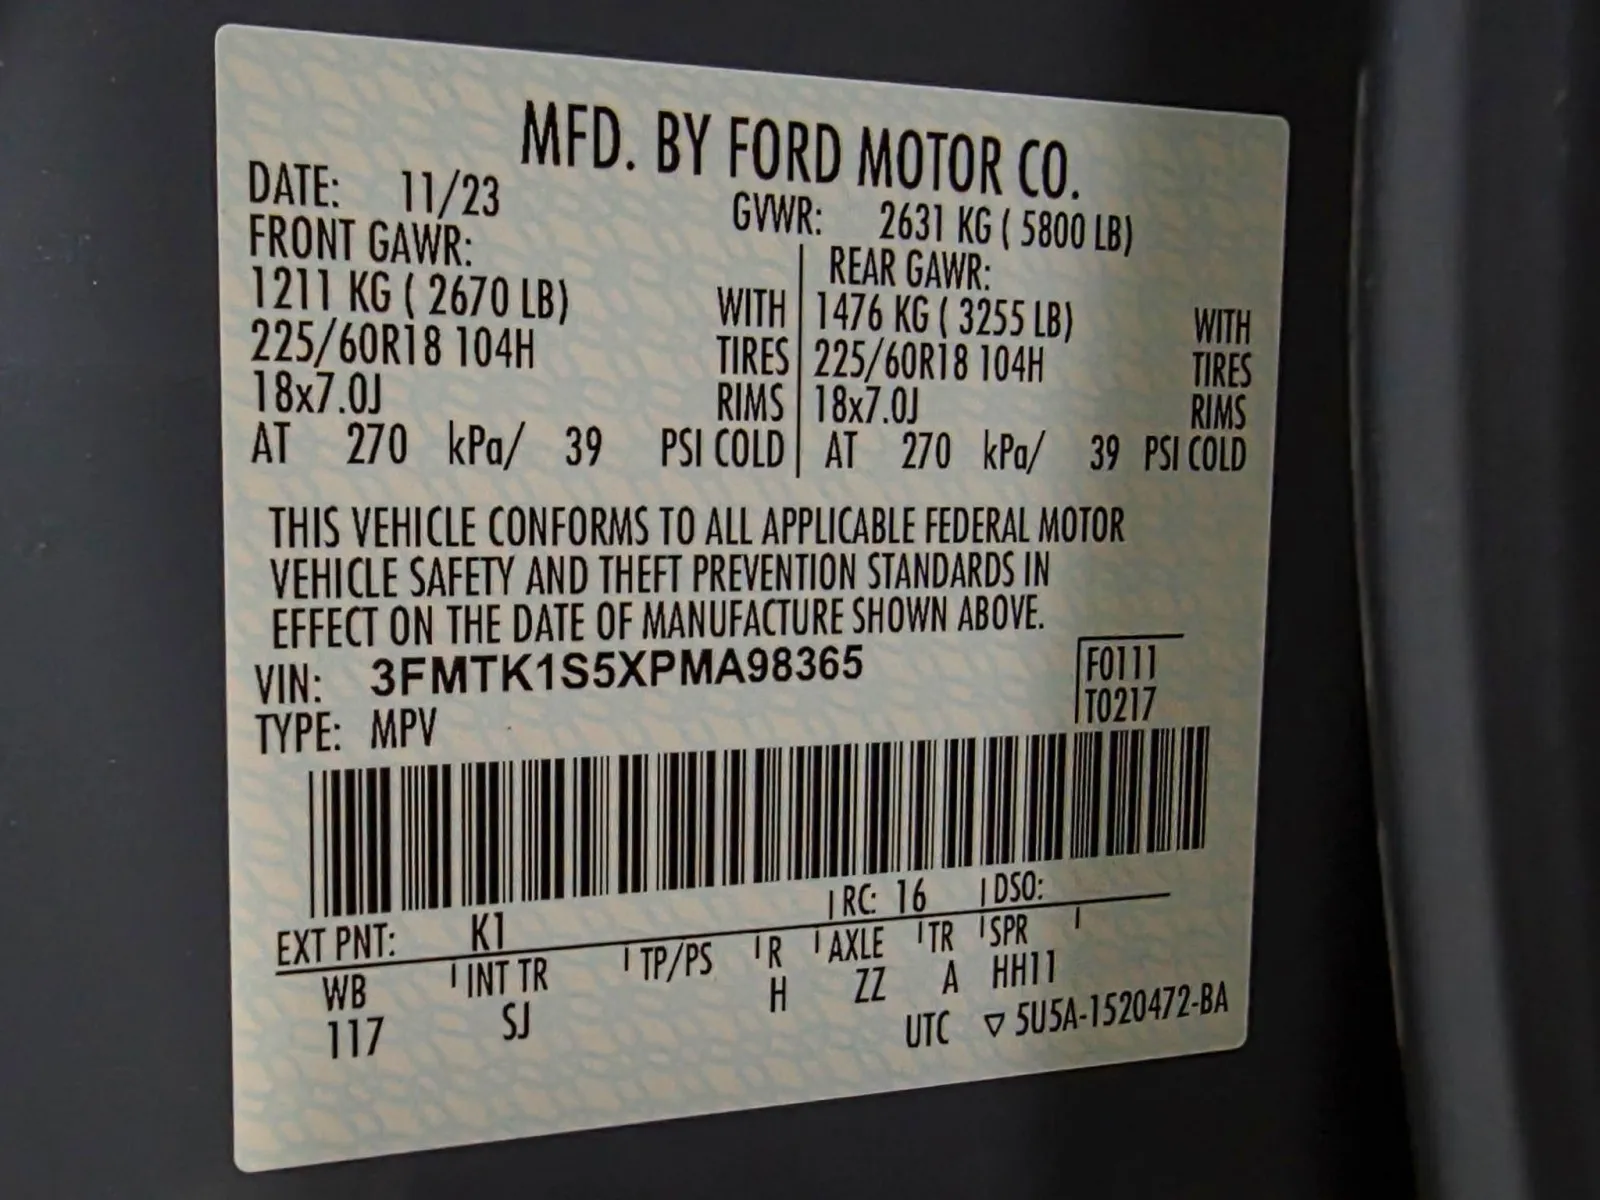 MFD. BY FORD MOTOR CO.
DATE: 11/23 GVWR: 2631 KG ( 5800 LB)
FRONT GAWR: REAR GAWR:
1211 KG ( 2670 LB) WITH 1476 KG ( 3255 LB) WITH
225/60R18 104H TIRES 225/60R18 104H TIRES
18x7.0J RIMS 18x7.0J RIMS
AT 270 kPa/ 39 PSI COLD AT 270 kPa/ 39 PSI COLD
THIS VEHICLE CONFORMS TO ALL APPLICABLE FEDERAL MOTOR
VEHICLE SAFETY AND THEFT PREVENTION STANDARDS IN
EFFECT ON THE DATE OF MANUFACTURE SHOWN ABOVE.
VIN: 3FMTK1S5XPMA98365 F0111
TYPE: MPV T0217
EXT PNT: K1 RC: 16 DSO:
WB INT TR TP/PS R AXLE TR SPR
117 SJ H ZZ A HH11
UTC ▽ 5U5A-1520472-BA